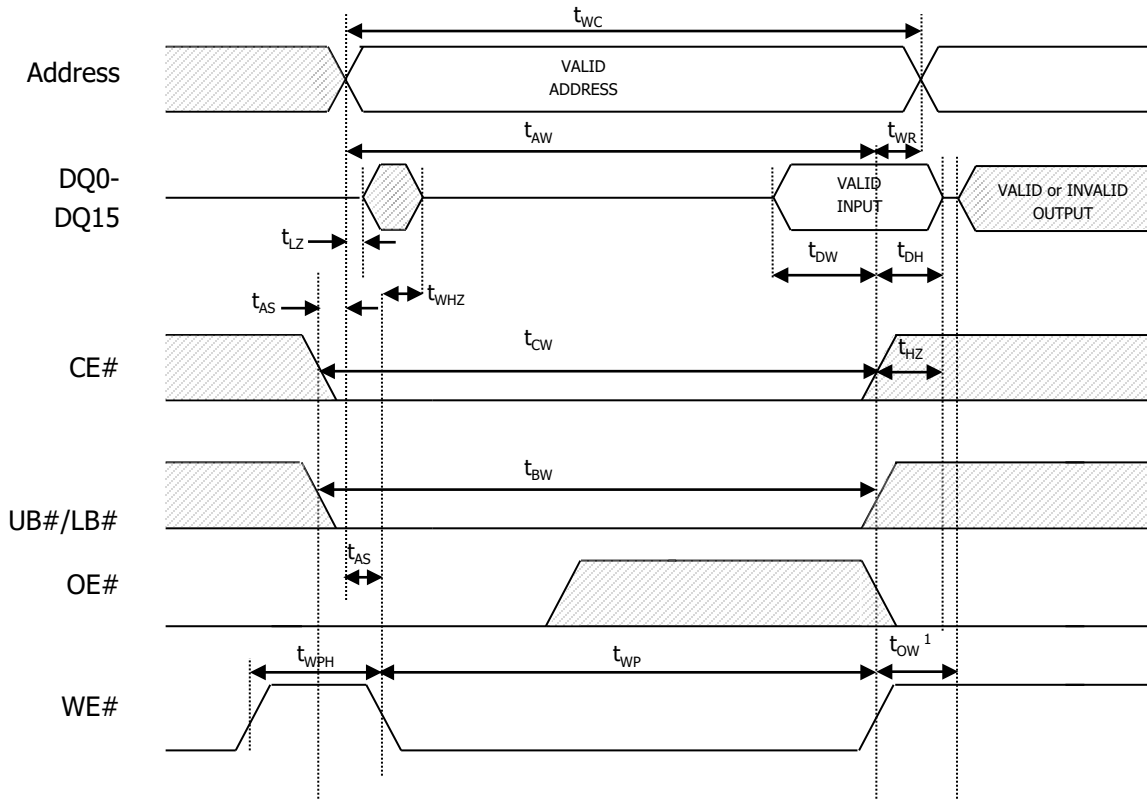 tWC
Address
VALID
ADDRESS
tAW
tWR
DQ0-
DQ15
VALID
INPUT
VALID or INVALID
OUTPUT
tLZ
tDW
tDH
tAS
tWHZ
CE#
tCW
tHZ
UB#/LB#
tBW
tAS
OE#
tWPH
tWP
tOW 1
WE#